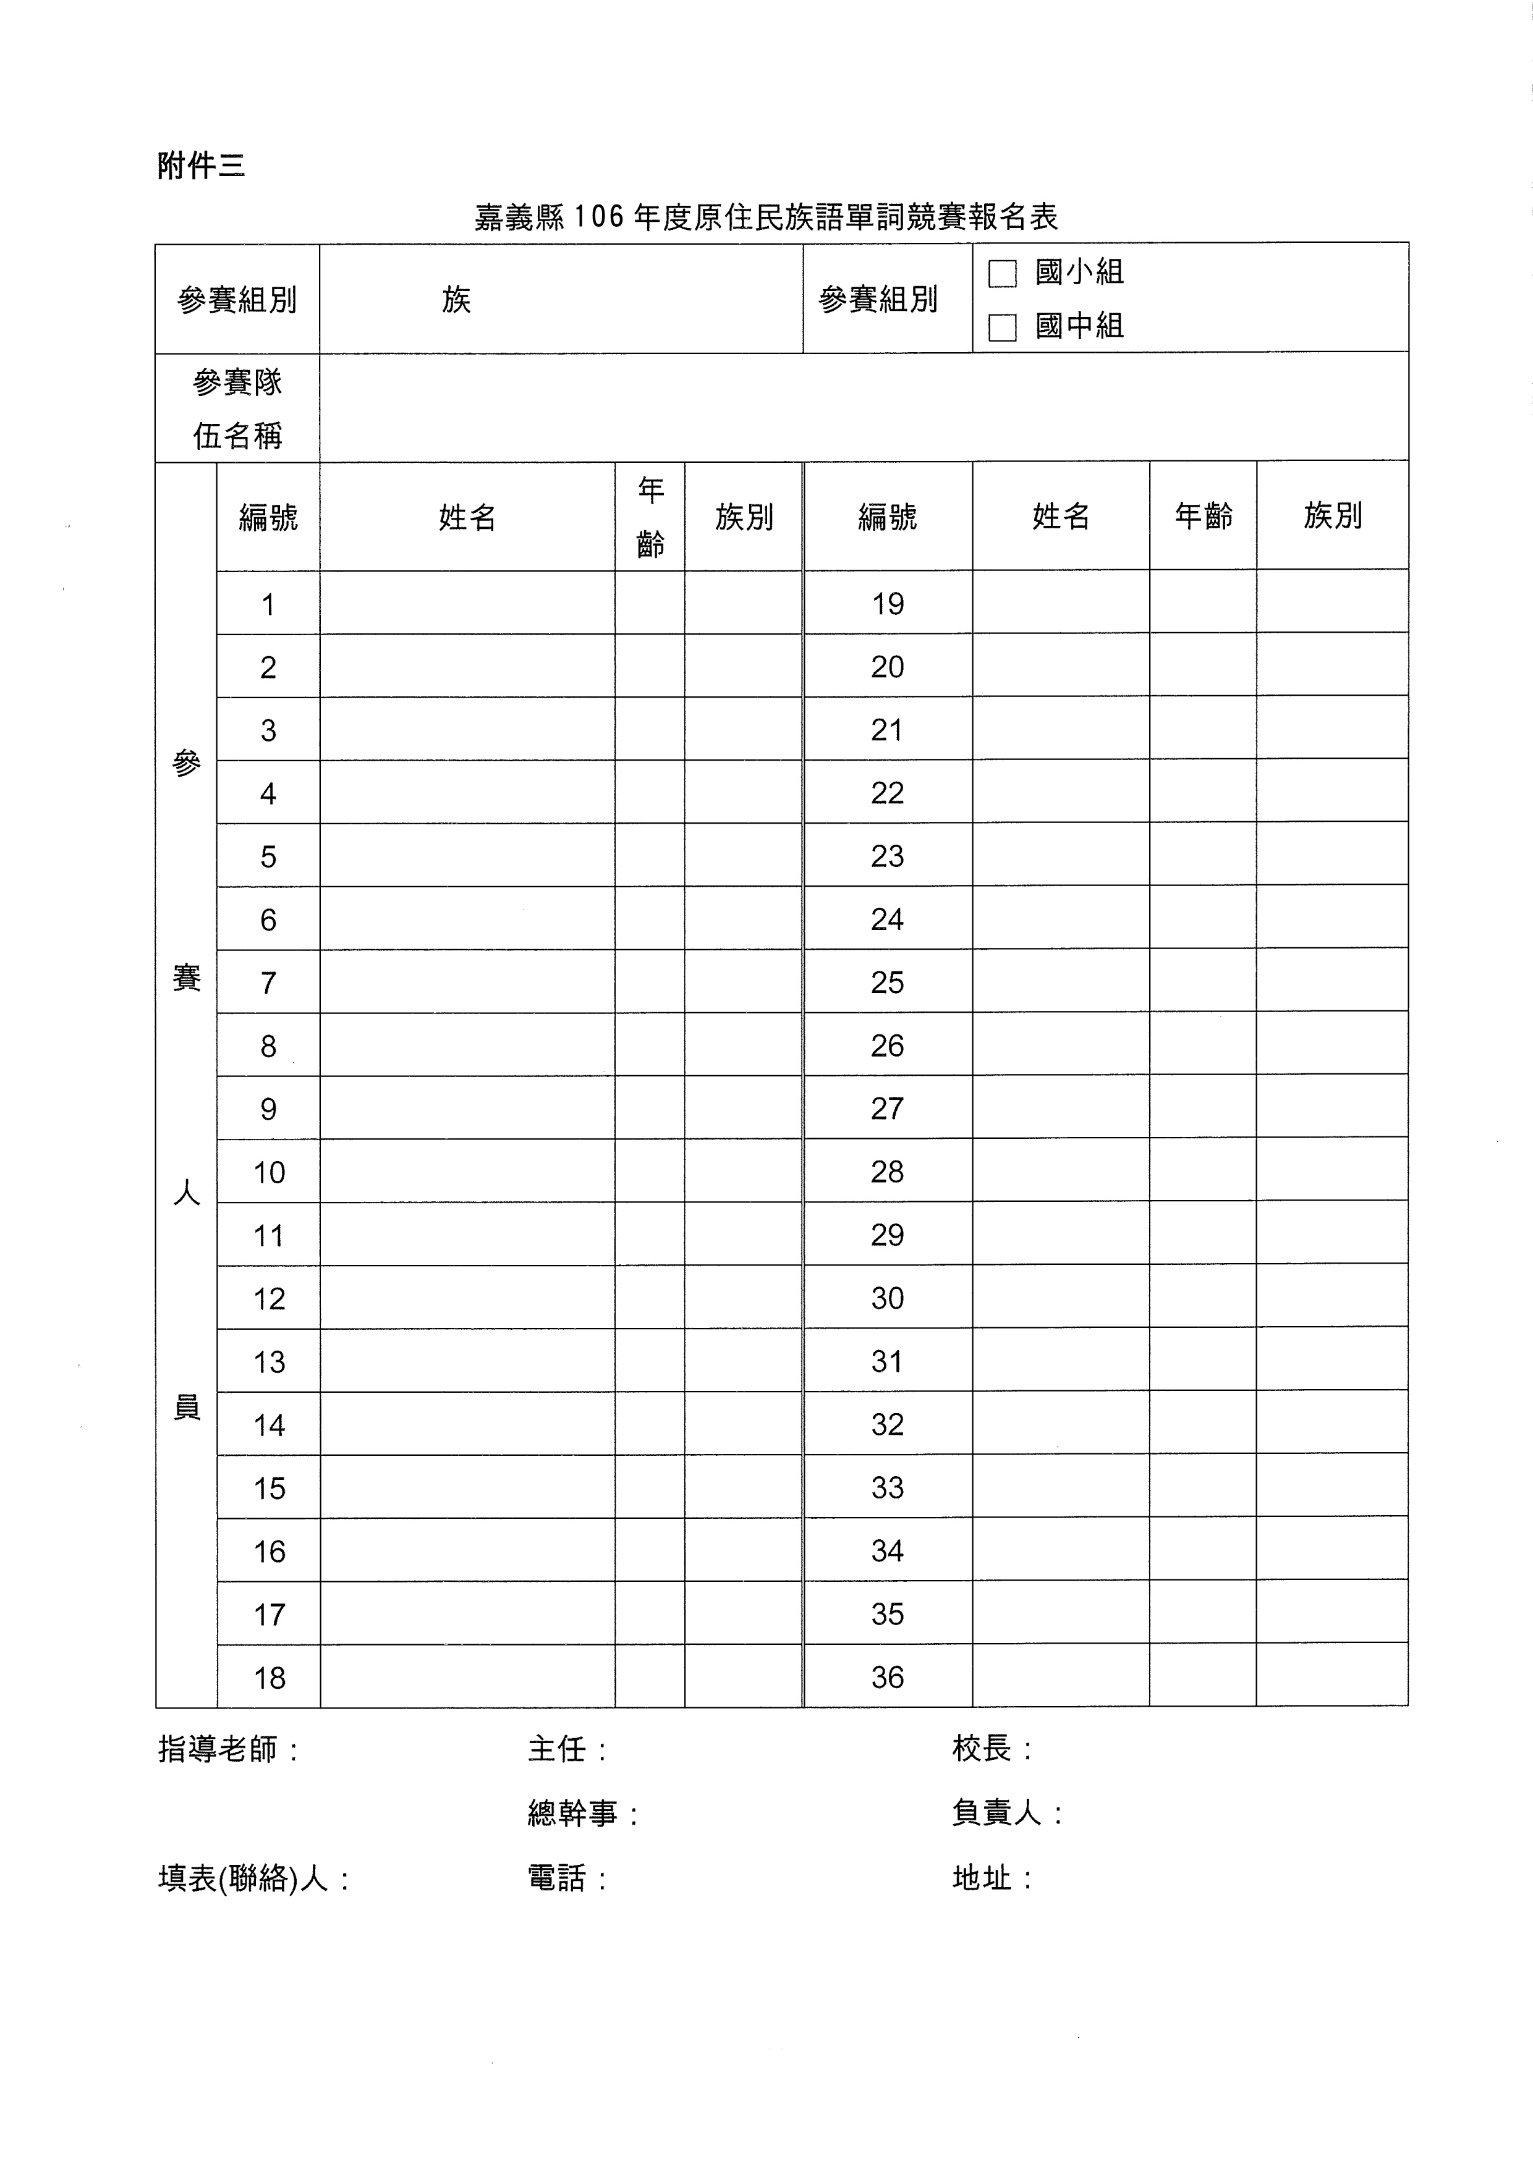 附件三
嘉義縣 106 年度原住民族語單詞競賽報名表
參賽組別 族 參賽組別 □ 國小組
□ 國中組
參賽隊
伍名稱
編號 姓名 年齡 族別 編號 姓名 年齡 族別
參賽人員
1 19
2 20
3 21
4 22
5 23
6 24
7 25
8 26
9 27
10 28
11 29
12 30
13 31
14 32
15 33
16 34
17 35
18 36
指導老師： 主任： 校長：
總幹事： 負責人：
填表(聯絡)人： 電話： 地址：